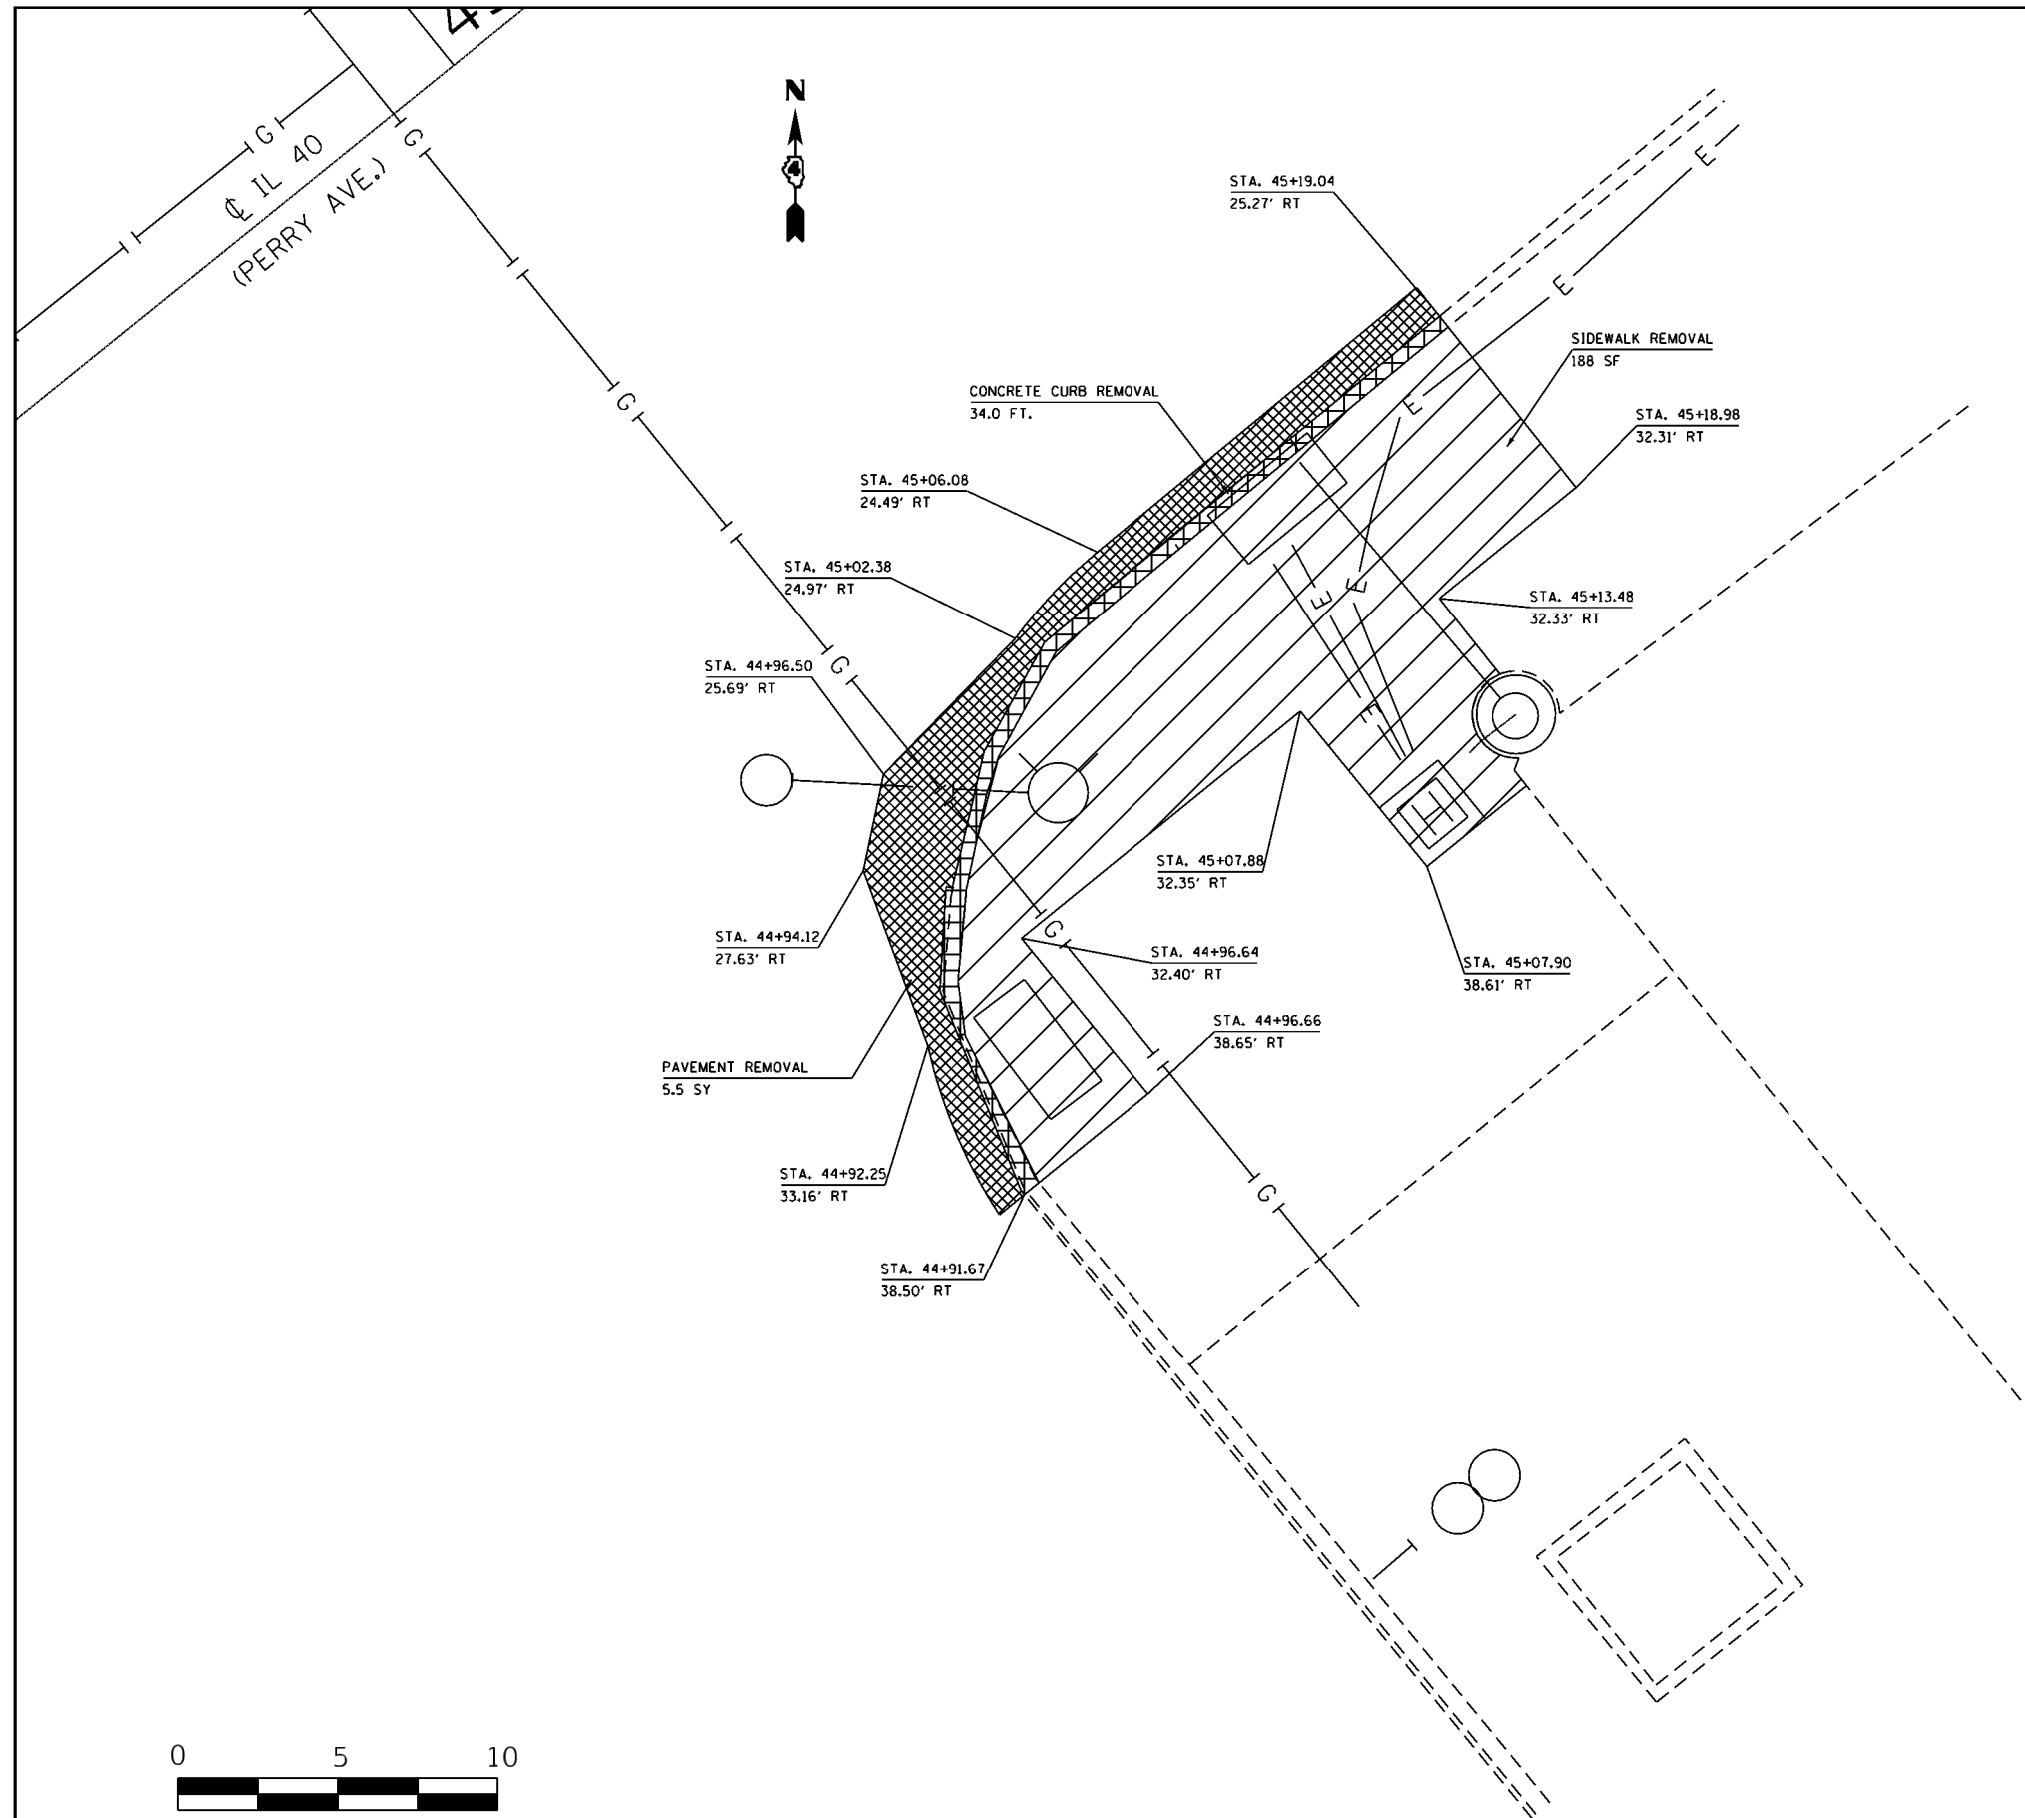 N
4
G
℄ IL 40
(PERRY AVE.)
G
G
G
G
G
STA. 45+19.04
25.27' RT
E
E
E
E
E
E
SIDEWALK REMOVAL
188 SF
CONCRETE CURB REMOVAL
34.0 FT.
STA. 45+18.98
32.31' RT
STA. 45+06.08
24.49' RT
STA. 45+02.38
24.97' RT
STA. 45+13.48
32.33' RT
STA. 44+96.50
25.69' RT
H
STA. 45+07.88
32.35' RT
STA. 44+94.12
27.63' RT
STA. 44+96.64
32.40' RT
STA. 45+07.90
38.61' RT
STA. 44+96.66
38.65' RT
PAVEMENT REMOVAL
5.5 SY
STA. 44+92.25
33.16' RT
STA. 44+91.67
38.50' RT
0 5 10